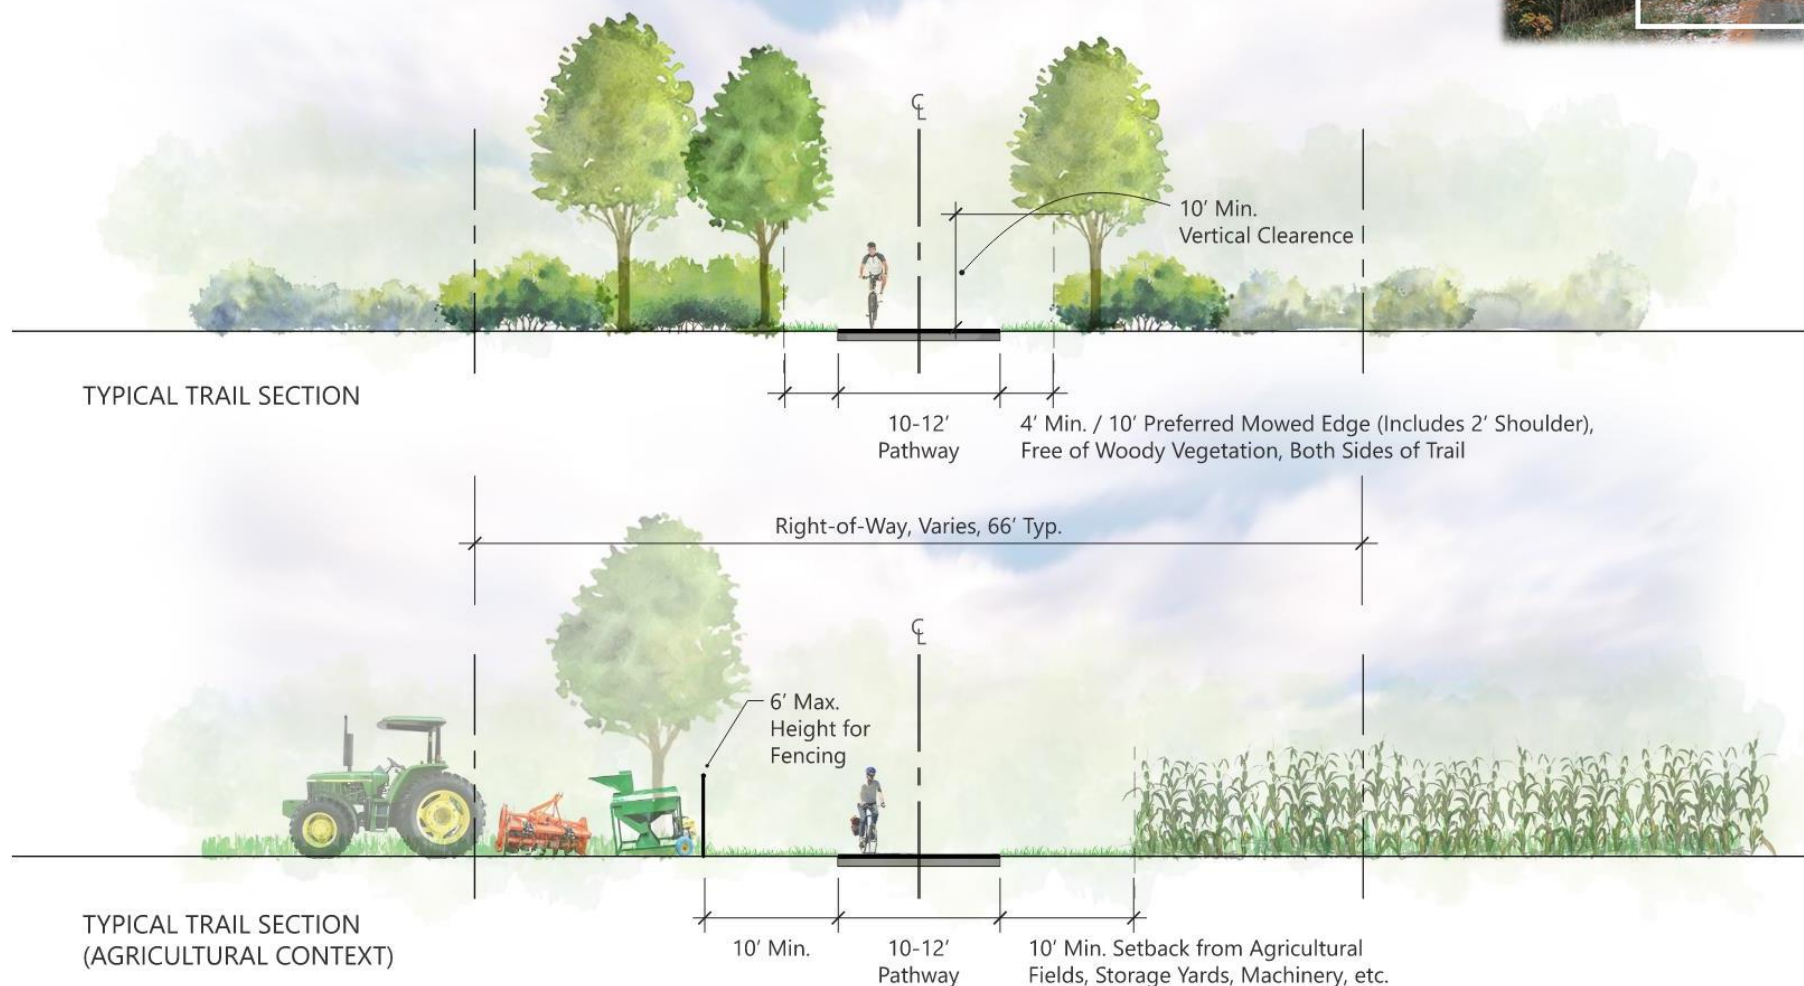 ℄
10' Min.
Vertical Clearence
TYPICAL TRAIL SECTION
10-12'
Pathway
4' Min. / 10' Preferred Mowed Edge (Includes 2' Shoulder),
Free of Woody Vegetation, Both Sides of Trail
Right-of-Way, Varies, 66' Typ.
℄
6' Max.
Height for
Fencing
TYPICAL TRAIL SECTION
(AGRICULTURAL CONTEXT)
10' Min.
10-12'
Pathway
10' Min. Setback from Agricultural
Fields, Storage Yards, Machinery, etc.